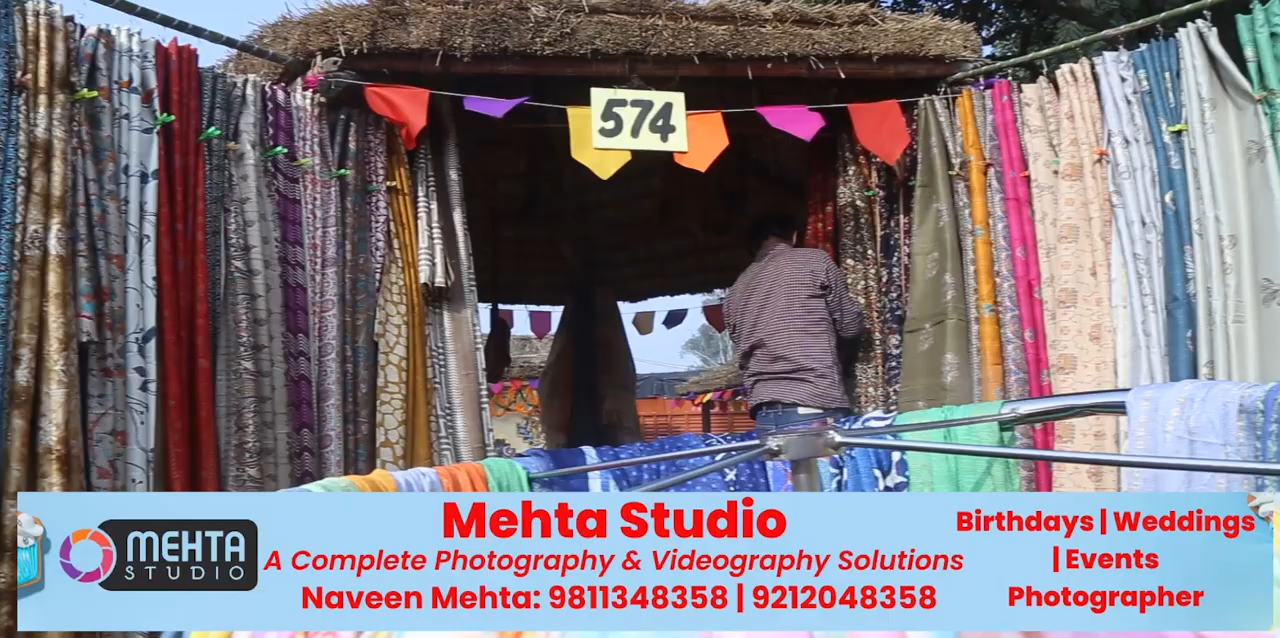 574
MEHTA
STUDIO
Mehta Studio
A Complete Photography & Videography Solutions
Naveen Mehta: 9811348358 | 9212048358
Birthdays | Weddings
| Events
Photographer